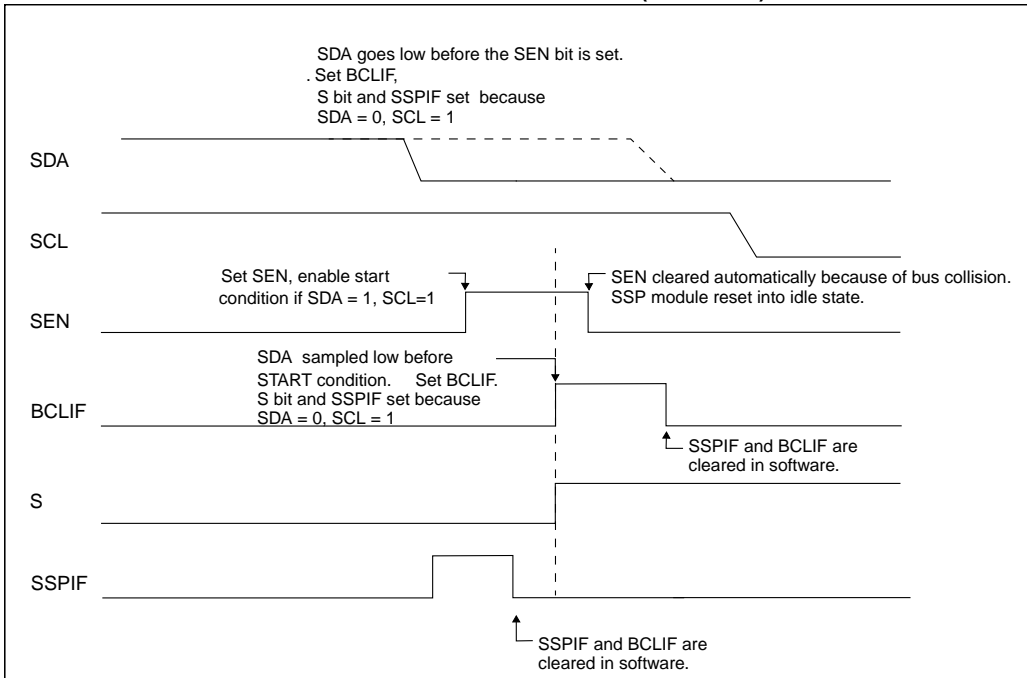 SDA goes low before the SEN bit is set.
. Set BCLIF,
S bit and SSPIF set because
SDA = 0, SCL = 1
SDA
SCL
Set SEN, enable start
condition if SDA = 1, SCL=1
SEN cleared automatically because of bus collision.
SSP module reset into idle state.
SEN
SDA sampled low before
START condition. Set BCLIF.
S bit and SSPIF set because
SDA = 0, SCL = 1
BCLIF
SSPIF and BCLIF are
cleared in software.
S
SSPIF
SSPIF and BCLIF are
cleared in software.